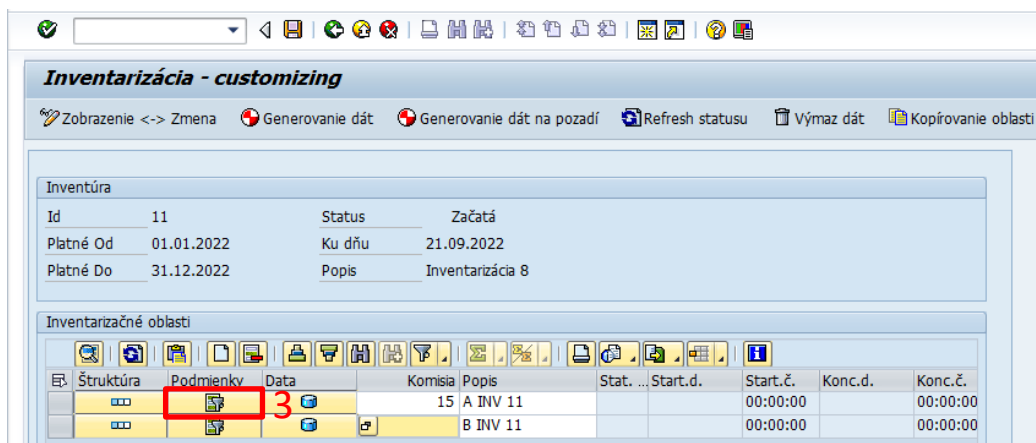 Inventarizácia - customizing
Zobrazenie <-> Zmena Generovanie dát Generovanie dát na pozadí Refresh statusu Výmaz dát Kopírovanie oblasti
Inventúra
Id 11 Status Začatá
Platné Od 01.01.2022 Ku dňu 21.09.2022
Platné Do 31.12.2022 Popis Inventarizácia 8
Inventarizačné oblasti
Štruktúra Podmienky Data Komisia Popis Stat. ... Start.d. Start.č. Konc.d. Konc.č.
3 15 A INV 11 00:00:00 00:00:00
B INV 11 00:00:00 00:00:00